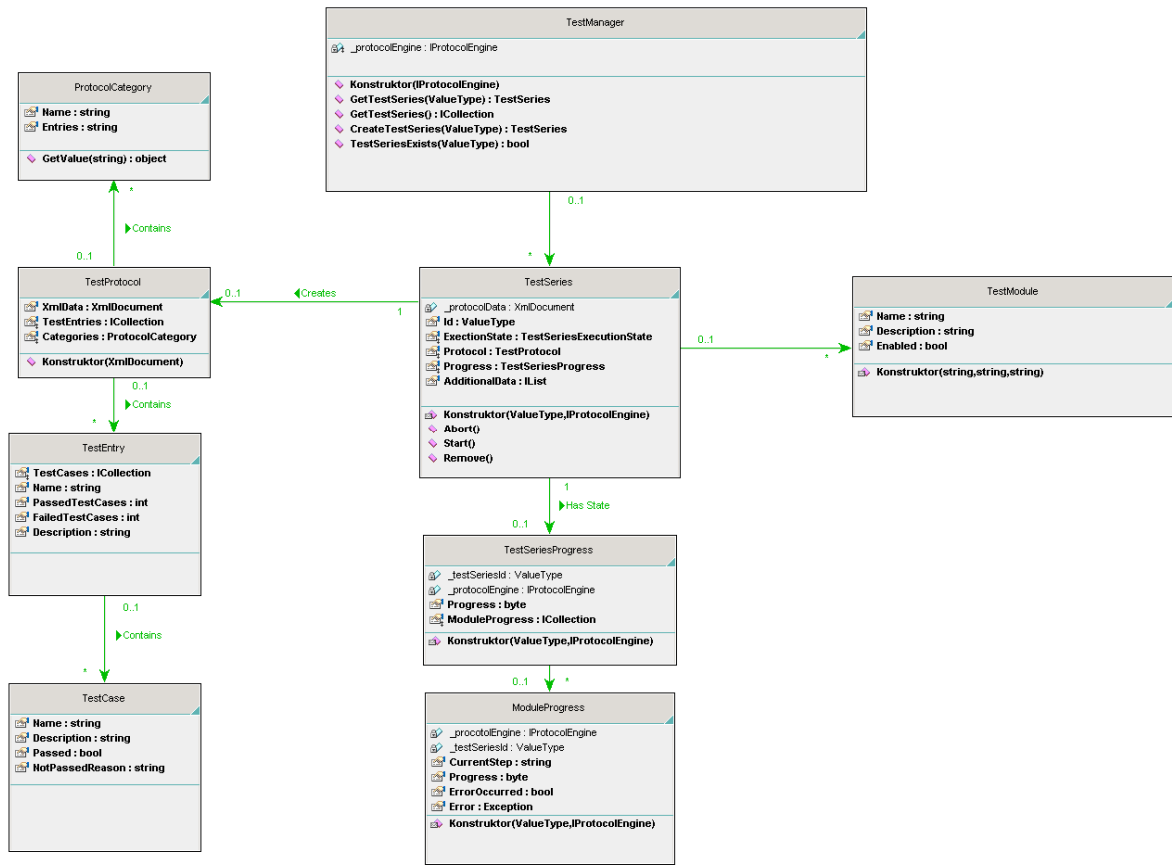 TestManager
_protocolEngine : IProtocolEngine
Konstruktor(IProtocolEngine)
GetTestSeries(ValueType) : TestSeries
GetTestSeries() : ICollection
CreateTestSeries(ValueType) : TestSeries
TestSeriesExists(ValueType) : bool
ProtocolCategory
Name : string
Entries : string
GetValue(string) : object
*
Contains
0..1
0..1
*
TestProtocol
XmlData : XmlDocument
TestEntries : ICollection
Categories : ProtocolCategory
Konstruktor(XmlDocument)
0..1
Creates
1
TestSeries
_protocolData : XmlDocument
Id : ValueType
ExectionState : TestSeriesExecutionState
Protocol : TestProtocol
Progress : TestSeriesProgress
AdditionalData : IList
Konstruktor(ValueType,IProtocolEngine)
Abort()
Start()
Remove()
0..1
*
TestModule
Name : string
Description : string
Enabled : bool
Konstruktor(string,string,string)
0..1
Contains
*
TestEntry
TestCases : ICollection
Name : string
PassedTestCases : int
FailedTestCases : int
Description : string
1
Has State
0..1
TestSeriesProgress
_testSeriesId : ValueType
_protocolEngine : IProtocolEngine
Progress : byte
ModuleProgress : ICollection
Konstruktor(ValueType,IProtocolEngine)
0..1
Contains
*
TestCase
Name : string
Description : string
Passed : bool
NotPassedReason : string
0..1
*
ModuleProgress
_procotolEngine : IProtocolEngine
_testSeriesId : ValueType
CurrentStep : string
Progress : byte
ErrorOccurred : bool
Error : Exception
Konstruktor(ValueType,IProtocolEngine)